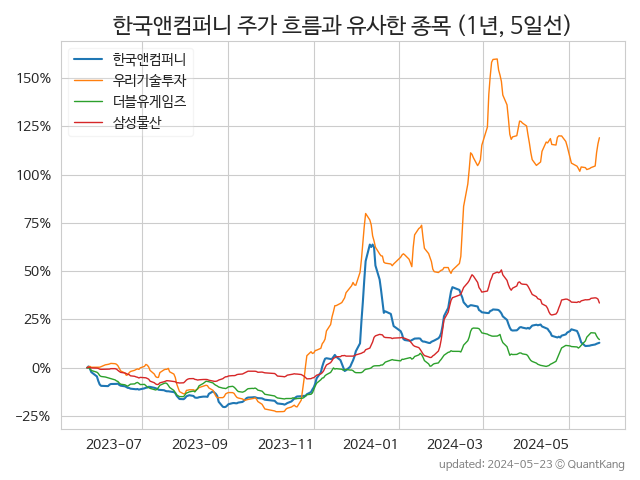 한국앤컴퍼니 주가 흐름과 유사한 종목 (1년, 5일선)
한국앤컴퍼니
우리기술투자
더블유게임즈
삼성물산
150%
125%
100%
75%
50%
25%
0%
−25%
2023-07 2023-09 2023-11 2024-01 2024-03 2024-05
updated: 2024-05-23 © QuantKang